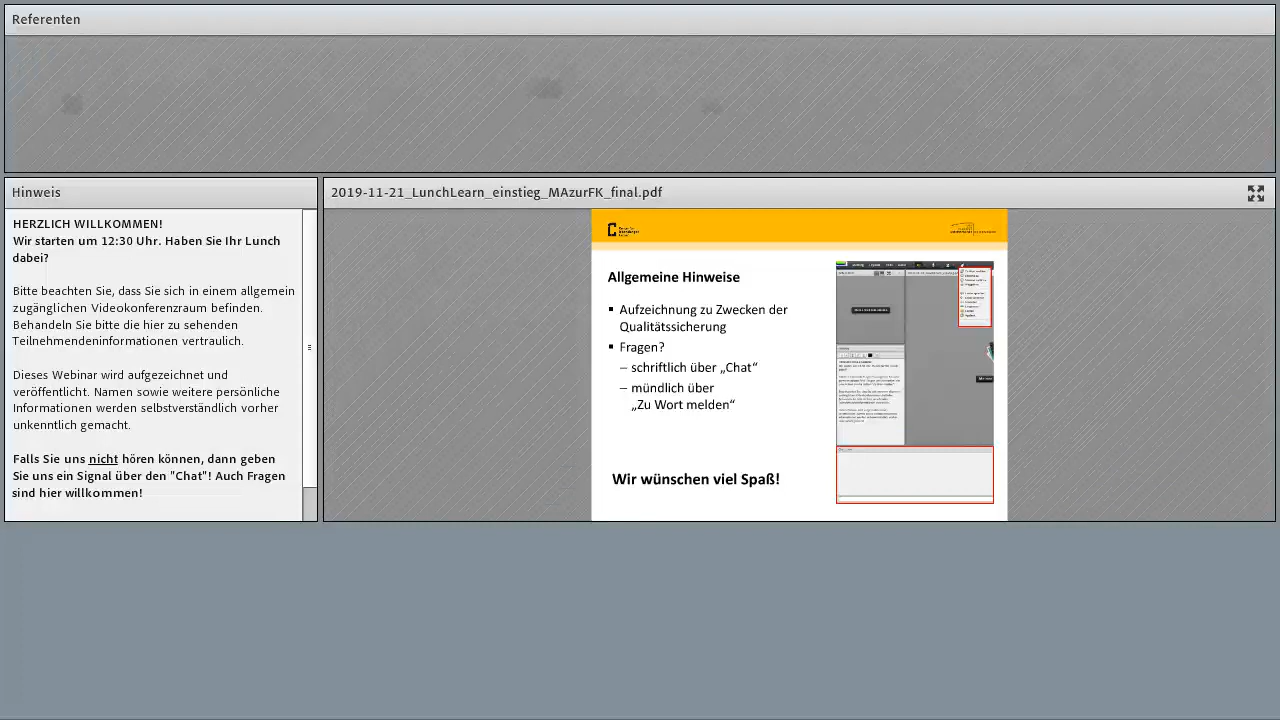 Referenten
Hinweis
HERZLICH WILLKOMMEN!
Wir starten um 12:30 Uhr. Haben Sie Ihr Lunch
dabei?
Bitte beachten Sie, dass Sie sich in einem allg.
zugänglichen Videokonferenzraum befinden.
Behandeln Sie bitte die hier zu sehenden
Teilnehmendeninformationen vertraulich.
Dieses Webinar wird aufgezeichnet und
veröffentlicht. Namen sowie andere persönliche
Informationen werden selbstverständlich vorher
unkenntlich gemacht.
Falls Sie uns nicht hören können, dann geben
Sie uns ein Signal über den "Chat"! Auch Fragen
sind hier willkommen!
2019-11-21_LunchLearn_einstieg_MAzurFK_final.pdf
Allgemeine Hinweise
▪ Aufzeichnung zu Zwecken der
Qualitätssicherung
▪ Fragen?
– schriftlich über „Chat“
– mündlich über
„Zu Wort melden“
Wir wünschen viel Spaß!